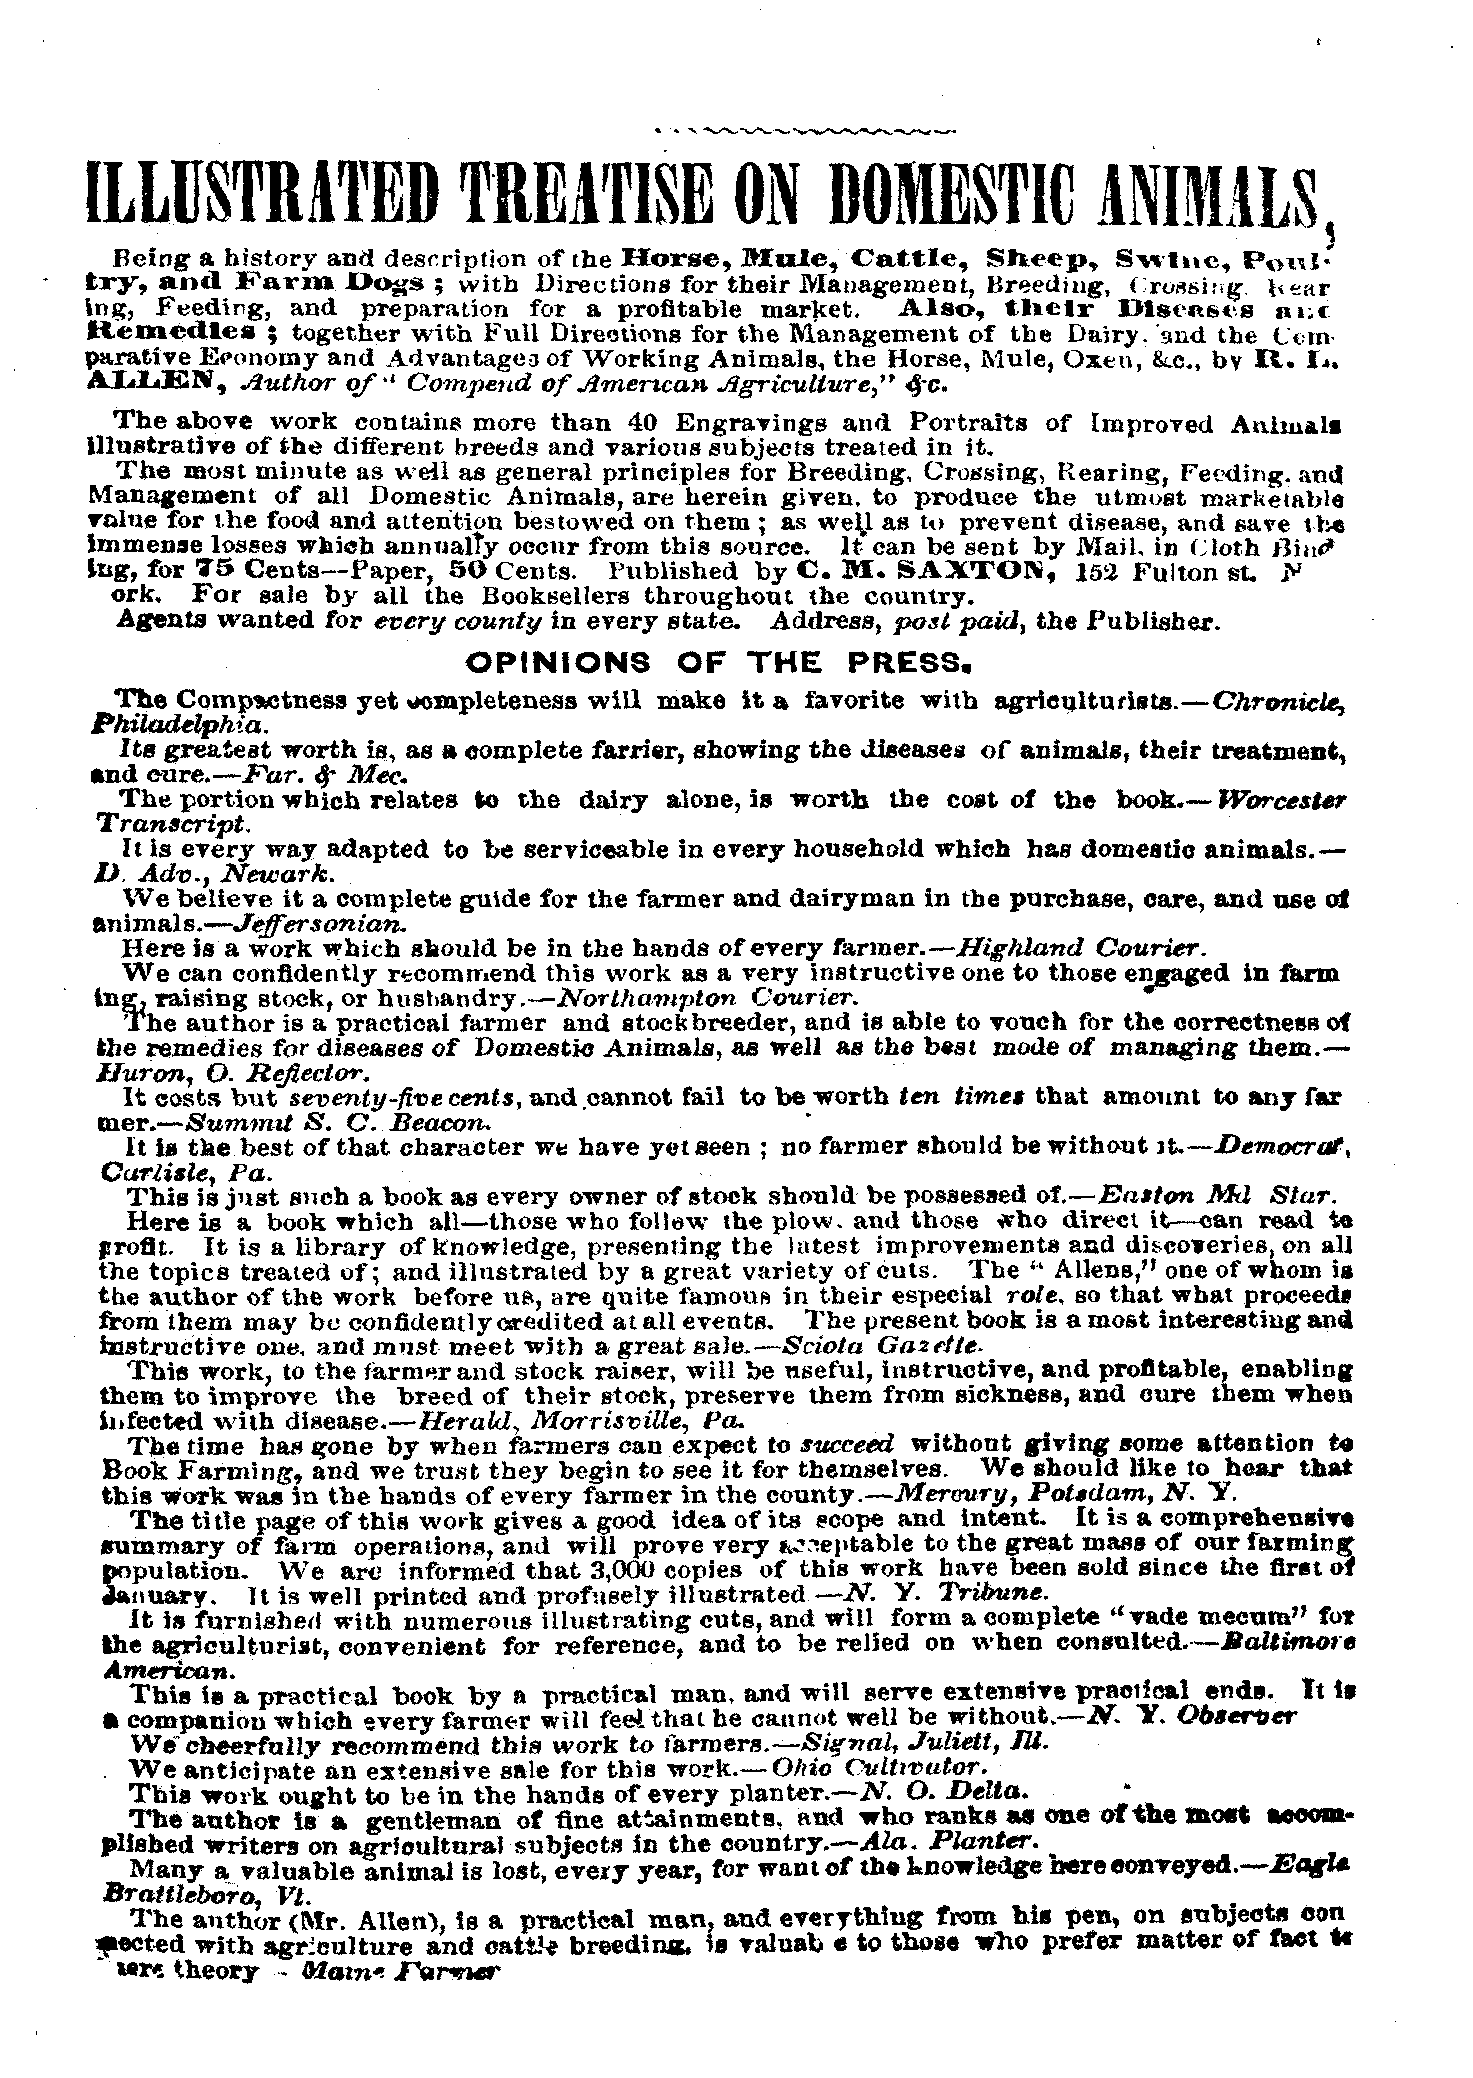 ILLUSTRATED TREATISE ON DOMESTIC ANIMALS,
Being a history and description of the Horse, Mule, Cattle, Sheep, Swine, Poul-
try, and Farm Dogs ; with Directions for their Management, Breeding, Crossing. Rear
ing, Feeding, and preparation for a profitable market. Also, their Diseases and
Remedies ; together with Full Directions for the Management of the Dairy. and the Com-
parative Economy and Advantages of Working Animals, the Horse, Mule, Oxen, &c., by R. L.
ALLEN, Author of " Compend of American Agriculture," &c.
The above work contains more than 40 Engravings and Portraits of Improved Animals
illustrative of the different breeds and various subjects treated in it.
The most minute as well as general principles for Breeding, Crossing, Rearing, Feeding. and
Management of all Domestic Animals, are herein given. to produce the utmost marketable
value for the food and attention bestowed on them ; as well as to prevent disease, and save the
immense losses which annually occur from this source. It can be sent by Mail. in Cloth Bind
ing, for 75 Cents--Paper, 50 Cents. Published by C. M. SAXTON, 152 Fulton st. N
ork. For sale by all the Booksellers throughout the country.
Agents wanted for every county in every state. Address, post paid, the Publisher.
OPINIONS OF THE PRESS.
The Compactness yet completeness will make it a favorite with agriculturists.—Chronicle,
Philadelphia.
Its greatest worth is, as a complete farrier, showing the diseases of animals, their treatment,
and cure.—Far. & Mec.
The portion which relates to the dairy alone, is worth the cost of the book.—Worcester
Transcript.
It is every way adapted to be serviceable in every household which has domestic animals.—
D. Adv., Newark.
We believe it a complete guide for the farmer and dairyman in the purchase, care, and use of
animals.—Jeffersonian.
Here is a work which should be in the hands of every farmer.—Highland Courier.
We can confidently recommend this work as a very instructive one to those engaged in farm
ing, raising stock, or husbandry.—Northampton Courier.
The author is a practical farmer and stockbreeder, and is able to vouch for the correctness of
the remedies for diseases of Domestic Animals, as well as the best mode of managing them.—
Huron, O. Reflector.
It costs but seventy-five cents, and cannot fail to be worth ten times that amount to any far
mer.—Summit S. C. Beacon.
It is the best of that character we have yet seen ; no farmer should be without it.—Democrat,
Carlisle, Pa.
This is just such a book as every owner of stock should be possessed of.—Easton Md Star.
Here is a book which all—those who follow the plow. and those who direct it—can read to
profit. It is a library of knowledge, presenting the latest improvements and discoveries, on all
the topics treated of; and illustrated by a great variety of cuts. The " Allens," one of whom is
the author of the work before us, are quite famous in their especial role, so that what proceeds
from them may be confidently credited at all events. The present book is a most interesting and
instructive one, and must meet with a great sale.—Sciota Gazette.
This work, to the farmer and stock raiser, will be useful, instructive, and profitable, enabling
them to improve the breed of their stock, preserve them from sickness, and cure them when
infected with disease.—Herald, Morrisville, Pa.
The time has gone by when farmers can expect to succeed without giving some attention to
Book Farming, and we trust they begin to see it for themselves. We should like to hear that
this work was in the hands of every farmer in the county.—Mercury, Potsdam, N. Y.
The title page of this work gives a good idea of its scope and intent. It is a comprehensive
summary of farm operations, and will prove very acceptable to the great mass of our farming
population. We are informed that 3,000 copies of this work have been sold since the first of
January. It is well printed and profusely illustrated —N. Y. Tribune.
It is furnished with numerous illustrating cuts, and will form a complete "vade mecum" for
the agriculturist, convenient for reference, and to be relied on when consulted.—Baltimore
American.
This is a practical book by a practical man, and will serve extensive practical ends. It is
a companion which every farmer will feel that he cannot well be without.—N. Y. Observer
We cheerfully recommend this work to farmers.—Signal, Juliett, Ill.
We anticipate an extensive sale for this work.—Ohio Cultivator.
This work ought to be in the hands of every planter.—N. O. Delta.
The author is a gentleman of fine attainments, and who ranks as one of the most accom-
plished writers on agricultural subjects in the country.—Ala. Planter.
Many a valuable animal is lost, every year, for want of the knowledge here conveyed.—Eagle
Brattleboro, Vt.
The author (Mr. Allen), is a practical man, and everything from his pen, on subjects con
nected with agriculture and cattle breeding, is valuab e to those who prefer matter of fact to
mere theory - Maine Farmer